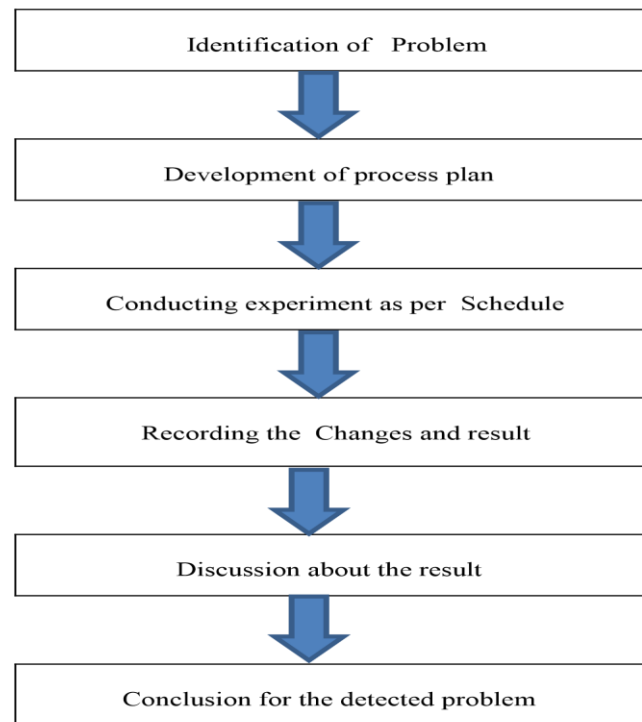 Identification of Problem
Development of process plan
Conducting experiment as per Schedule
Recording the Changes and result
Discussion about the result
Conclusion for the detected problem